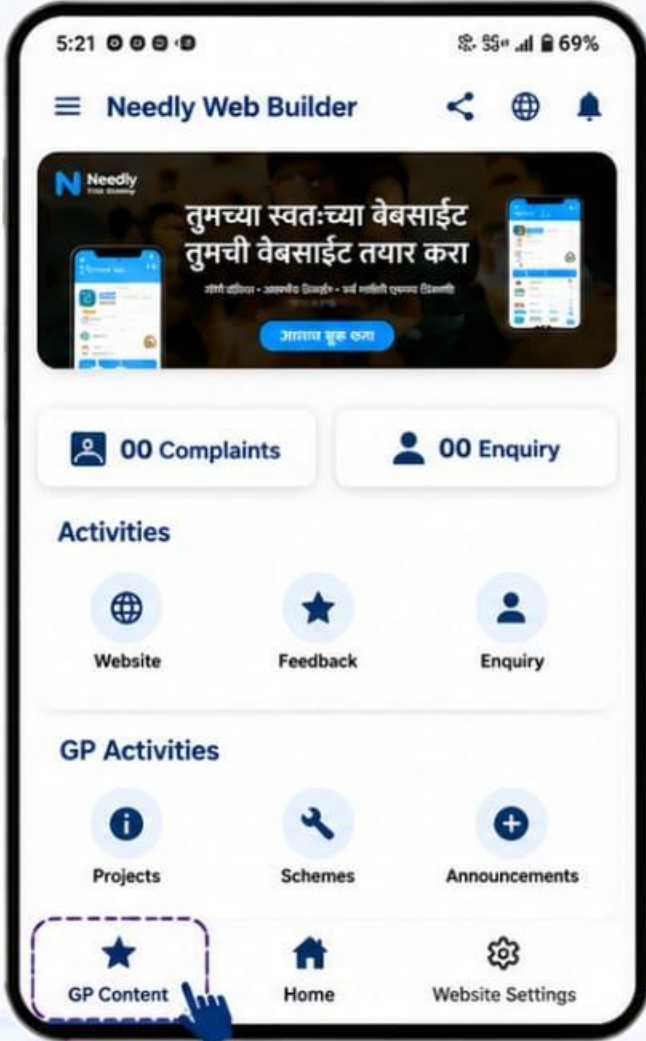 5:21
69%
Needly Web Builder
Needly
तुमच्या स्वतःच्या वेबसाईट
तुमची वेबसाईट तयार करा
00 Complaints
00 Enquiry
Activities
Website
Feedback
Enquiry
GP Activities
Projects
Schemes
Announcements
GP Content
Home
Website Settings